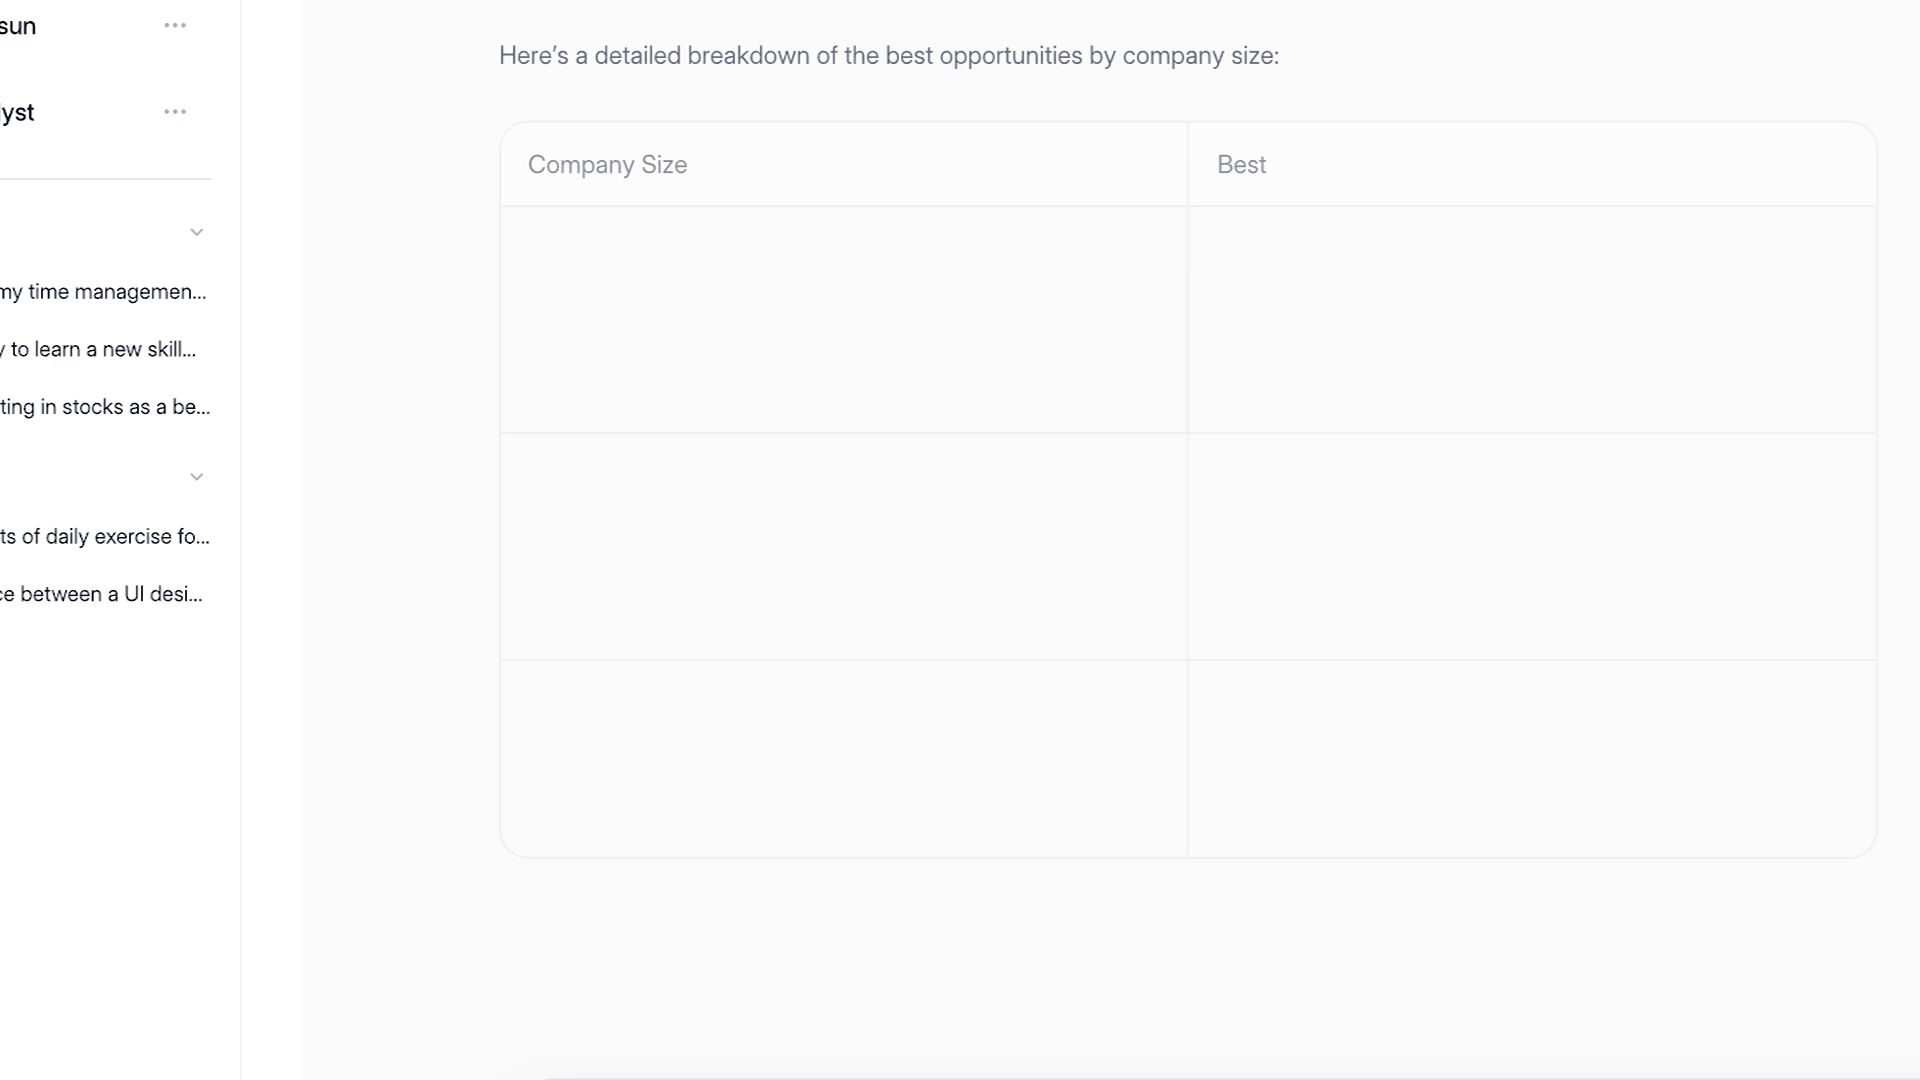 sun
lyst
my time managemen...
y to learn a new skill...
ting in stocks as a be...
ts of daily exercise fo...
ce between a UI desi...
Here’s a detailed breakdown of the best opportunities by company size:
Company Size
Best